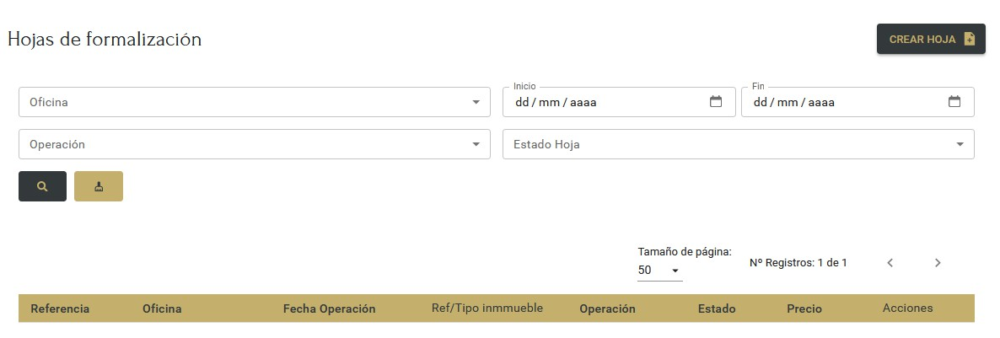 Hojas de formalización
CREAR HOJA
Oficina
Inicio
dd / mm / aaaa
Fin
dd / mm / aaaa
Operación
Estado Hoja
Tamaño de página:
50
Nº Registros: 1 de 1
Referencia Oficina Fecha Operación Ref/Tipo inmmueble Operación Estado Precio Acciones